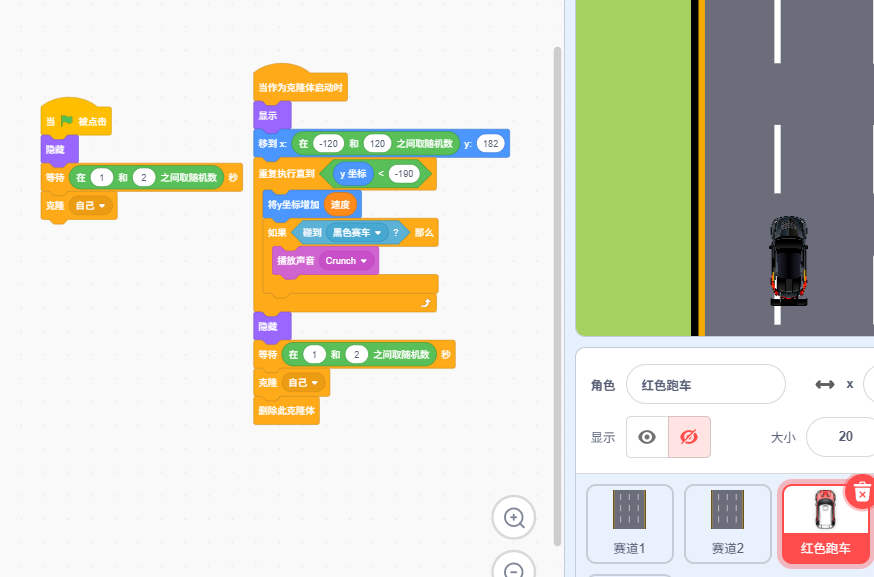 当 被点击
隐藏
等待 在 1 和 2 之间取随机数 秒
克隆 自己
当作为克隆体启动时
显示
移到 x: 在 -120 和 120 之间取随机数 y: 182
重复执行直到 y 坐标 < -190
将y坐标增加 速度
如果 碰到 黑色赛车 ? 那么
播放声音 Crunch
隐藏
等待 在 1 和 2 之间取随机数 秒
克隆 自己
删除此克隆体
角色 红色跑车 x
显示 大小 20
赛道1 赛道2 红色跑车